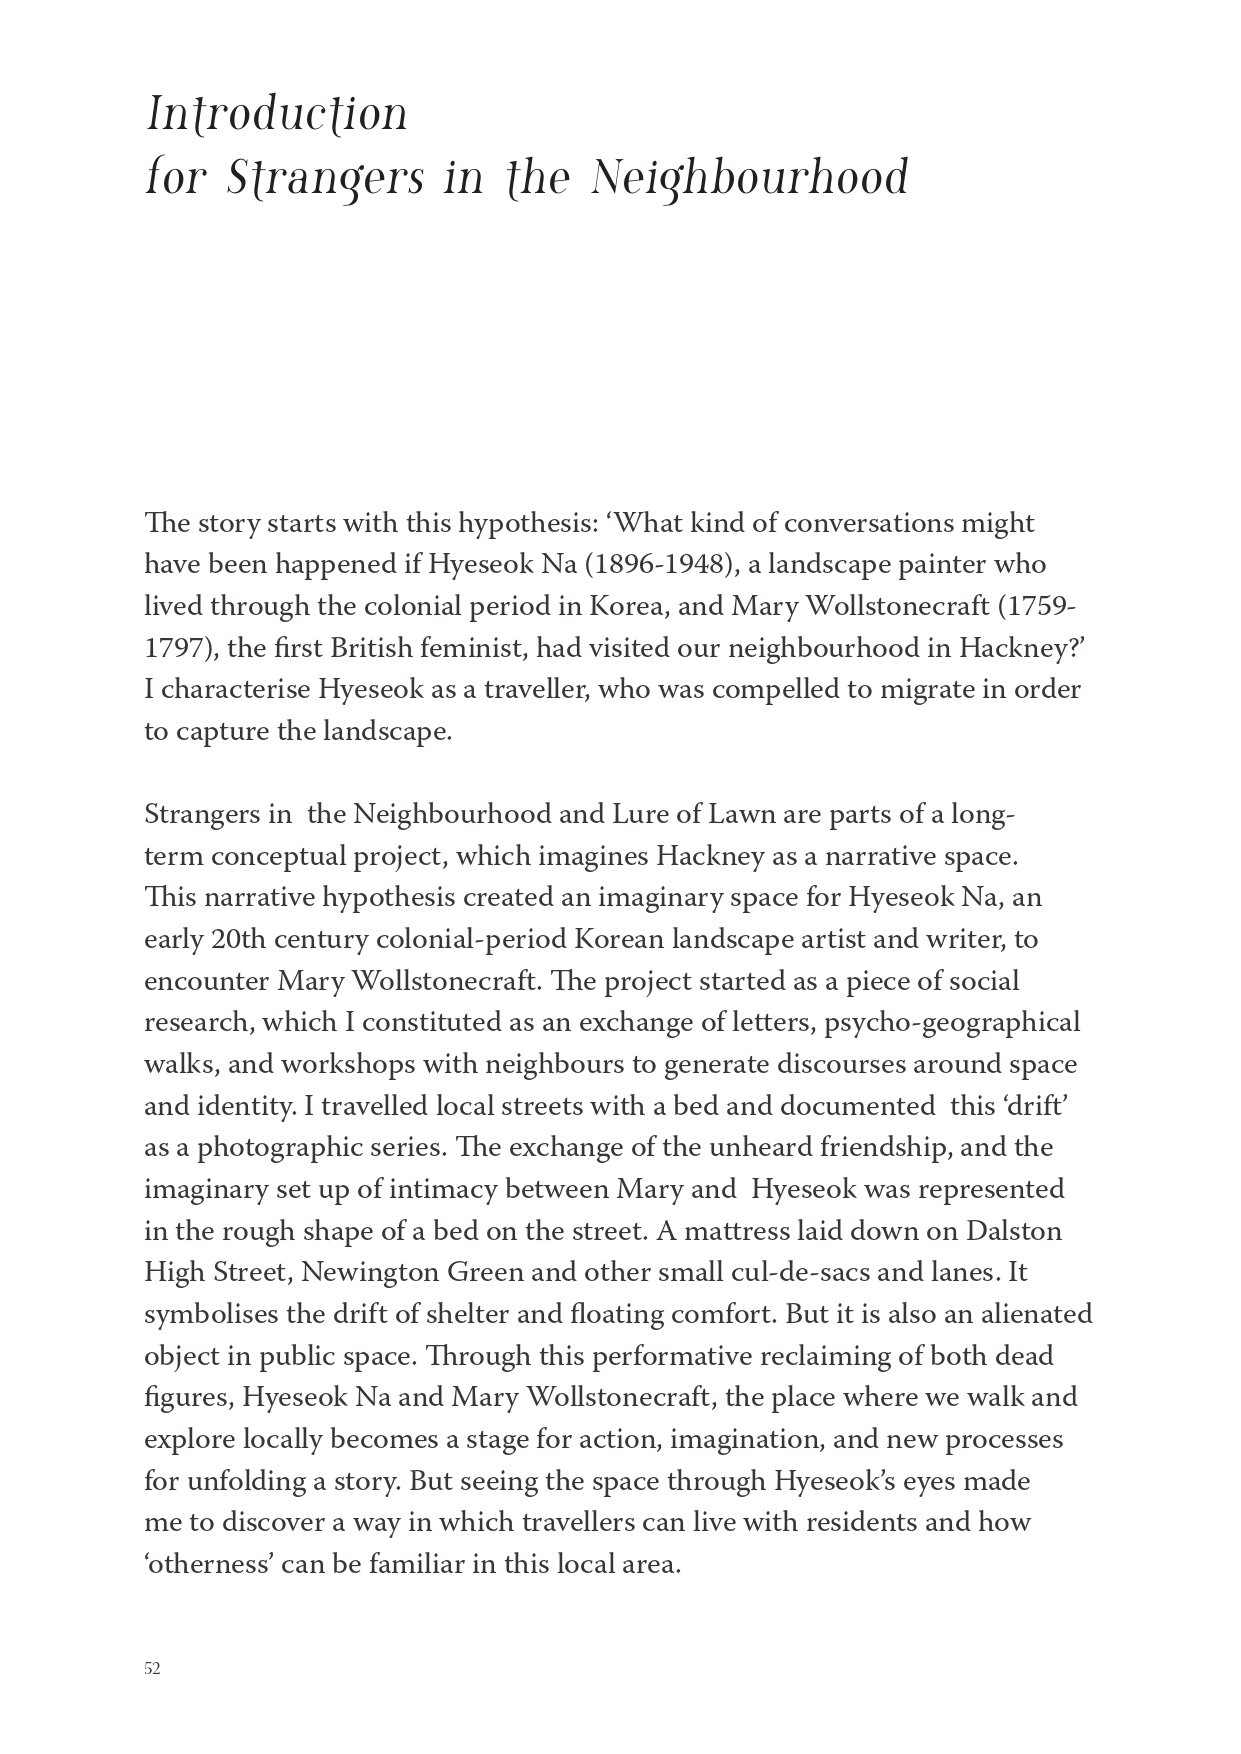 Introduction
for Strangers in the Neighbourhood
The story starts with this hypothesis: ‘What kind of conversations might
have been happened if Hyeseok Na (1896-1948), a landscape painter who
lived through the colonial period in Korea, and Mary Wollstonecraft (1759-
1797), the first British feminist, had visited our neighbourhood in Hackney?’
I characterise Hyeseok as a traveller, who was compelled to migrate in order
to capture the landscape.
Strangers in  the Neighbourhood and Lure of Lawn are parts of a long-
term conceptual project, which imagines Hackney as a narrative space.
This narrative hypothesis created an imaginary space for Hyeseok Na, an
early 20th century colonial-period Korean landscape artist and writer, to
encounter Mary Wollstonecraft. The project started as a piece of social
research, which I constituted as an exchange of letters, psycho-geographical
walks, and workshops with neighbours to generate discourses around space
and identity. I travelled local streets with a bed and documented  this ‘drift’
as a photographic series. The exchange of the unheard friendship, and the
imaginary set up of intimacy between Mary and  Hyeseok was represented
in the rough shape of a bed on the street. A mattress laid down on Dalston
High Street, Newington Green and other small cul-de-sacs and lanes. It
symbolises the drift of shelter and floating comfort. But it is also an alienated
object in public space. Through this performative reclaiming of both dead
figures, Hyeseok Na and Mary Wollstonecraft, the place where we walk and
explore locally becomes a stage for action, imagination, and new processes
for unfolding a story. But seeing the space through Hyeseok’s eyes made
me to discover a way in which travellers can live with residents and how
‘otherness’ can be familiar in this local area.
52